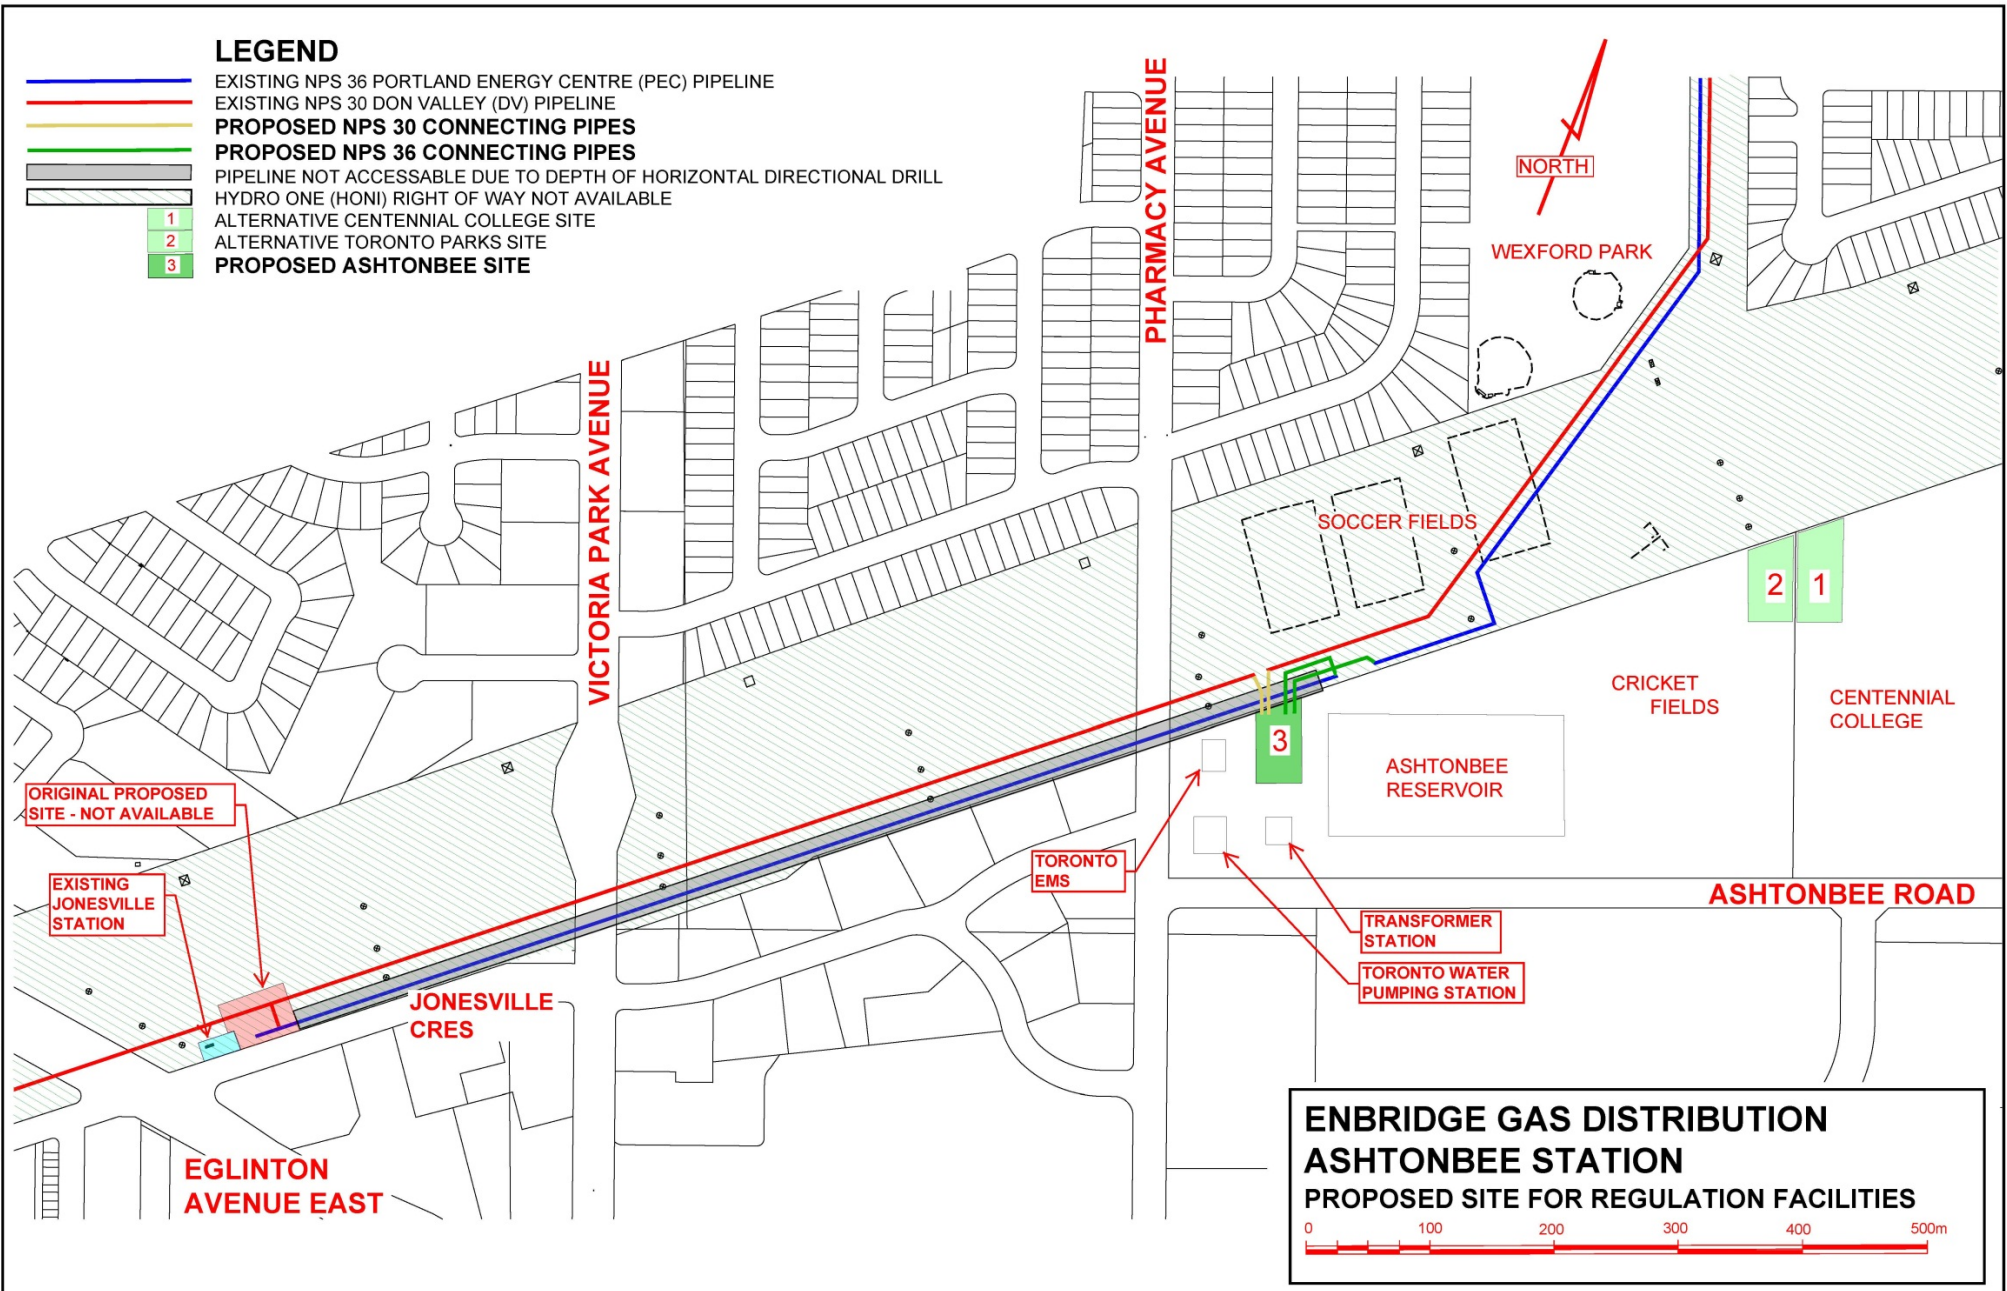 LEGEND
EXISTING NPS 36 PORTLAND ENERGY CENTRE (PEC) PIPELINE
EXISTING NPS 30 DON VALLEY (DV) PIPELINE
PROPOSED NPS 30 CONNECTING PIPES
PROPOSED NPS 36 CONNECTING PIPES
PIPELINE NOT ACCESSABLE DUE TO DEPTH OF HORIZONTAL DIRECTIONAL DRILL
HYDRO ONE (HONI) RIGHT OF WAY NOT AVAILABLE
1 ALTERNATIVE CENTENNIAL COLLEGE SITE
2 ALTERNATIVE TORONTO PARKS SITE
3 PROPOSED ASHTONBEE SITE
PHARMACY AVENUE
NORTH
WEXFORD PARK
VICTORIA PARK AVENUE
SOCCER FIELDS
2
1
CRICKET
FIELDS
CENTENNIAL
COLLEGE
3
ASHTONBEE
RESERVOIR
ORIGINAL PROPOSED
SITE - NOT AVAILABLE
EXISTING
JONESVILLE
STATION
TORONTO
EMS
ASHTONBEE ROAD
TRANSFORMER
STATION
TORONTO WATER
PUMPING STATION
JONESVILLE
CRES
EGLINTON
AVENUE EAST
ENBRIDGE GAS DISTRIBUTION
ASHTONBEE STATION
PROPOSED SITE FOR REGULATION FACILITIES
0 100 200 300 400 500m